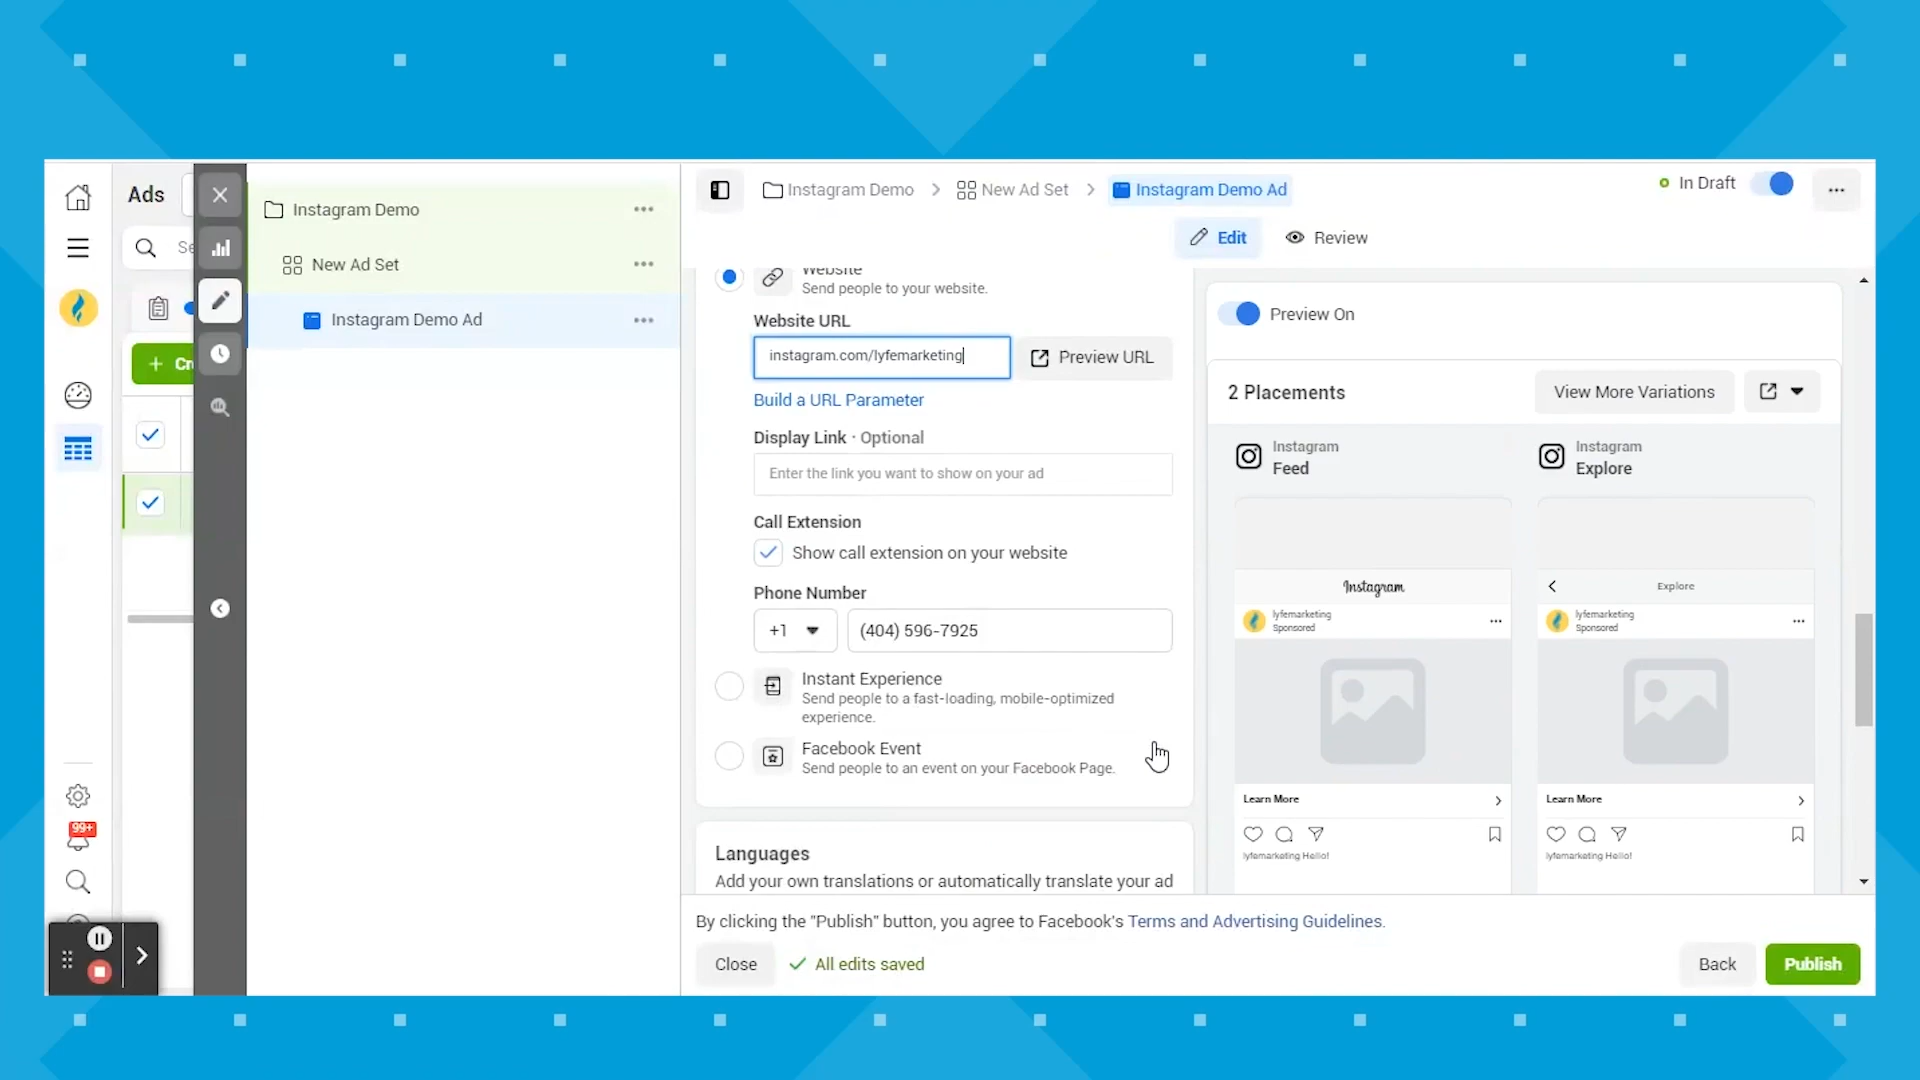 Ads
Instagram Demo
New Ad Set
Instagram Demo Ad
Instagram Demo
New Ad Set
Instagram Demo Ad
In Draft
Edit
Review
Website
Send people to your website.
Website URL
instagram.com/lyfemarketing
Preview URL
Build a URL Parameter
Display Link · Optional
Enter the link you want to show on your ad
Call Extension
Show call extension on your website
Phone Number
+1
(404) 596-7925
Instant Experience
Send people to a fast-loading, mobile-optimized
experience.
Facebook Event
Send people to an event on your Facebook Page.
Languages
Add your own translations or automatically translate your ad
Preview On
2 Placements
View More Variations
Instagram
Feed
Instagram
lyfemarketing
Sponsored
Learn More
lyfemarketing Hello!
Instagram
Explore
Explore
lyfemarketing
Sponsored
Learn More
lyfemarketing Hello!
By clicking the "Publish" button, you agree to Facebook's Terms and Advertising Guidelines.
Close
All edits saved
Back
Publish
99+